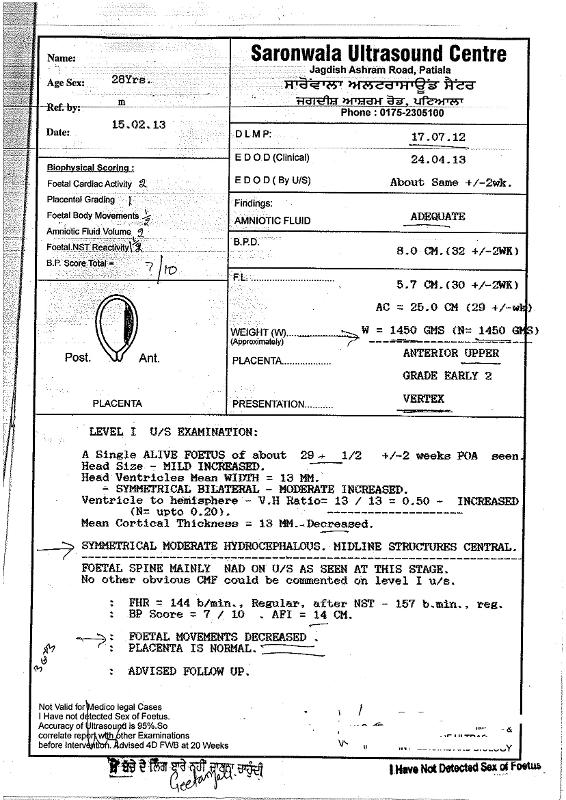 Saronwala Ultrasound Centre
Jagdish Ashram Road, Patiala
ਸਾਰੋਂਵਾਲਾ ਅਲਟਰਾਸਾਊਂਡ ਸੈਂਟਰ
ਜਗਦੀਸ਼ ਆਸ਼ਰਮ ਰੋਡ, ਪਟਿਆਲਾ
Phone : 0175-2305100
Name:
Age Sex: 28Yrs.
Ref. by: m
Date: 15.02.13
Biophysical Scoring :
Foetal Cardiac Activity 2
Placental Grading 1
Foetal Body Movements
Amniotic Fluid Volume 2
Foetal NST Reactivity
B.P. Score Total = 7/10
Post. Ant.
PLACENTA
D L M P: 17.07.12
E D O D (Clinical) 24.04.13
E D O D ( By U/S) About Same +/-2wk.
Findings:
AMNIOTIC FLUID ADEQUATE
B.P.D. 8.0 CM.(32 +/-2WK)
F.L. 5.7 CM.(30 +/-2WK)
AC = 25.0 CM (29 +/-wk)
WEIGHT (W)........ W = 1450 GMS (N= 1450 GMS)
(Approximately)
PLACENTA........... ANTERIOR UPPER
GRADE EARLY 2
PRESENTATION.......... VERTEX
LEVEL I U/S EXAMINATION:
A Single ALIVE FOETUS of about 29 - 1/2 +/-2 weeks POA seen.
Head Size - MILD INCREASED.
Head Ventricles Mean WIDTH = 13 MM.
- SYMMETRICAL BILATERAL - MODERATE INCREASED.
Ventricle to hemisphere - V.H Ratio= 13 / 13 = 0.50 - INCREASED
(N= upto 0.20).
Mean Cortical Thickness = 13 MM.-Decreased.
SYMMETRICAL MODERATE HYDROCEPHALOUS. MIDLINE STRUCTURES CENTRAL.
FOETAL SPINE MAINLY NAD ON U/S AS SEEN AT THIS STAGE.
No other obvious CMF could be commented on level I u/s.
: FHR = 144 b/min., Regular, after NST - 157 b.min., reg.
: BP Score = 7 / 10 . AFI = 14 CM.
: FOETAL MOVEMENTS DECREASED .
: PLACENTA IS NORMAL.
: ADVISED FOLLOW UP.
Not Valid for Medico legal Cases
I Have not detected Sex of Foetus.
Accuracy of Ultrasound is 95%.So
correlate report with other Examinations
before Intervention. Advised 4D FWB at 20 Weeks
ਮੈਂ ਬੱਚੇ ਦੇ ਲਿੰਗ ਬਾਰੇ ਨਹੀਂ ਜਾਨਣਾ ਚਾਹੁੰਦੀ
Geetanjali
I Have Not Detected Sex of Foetus